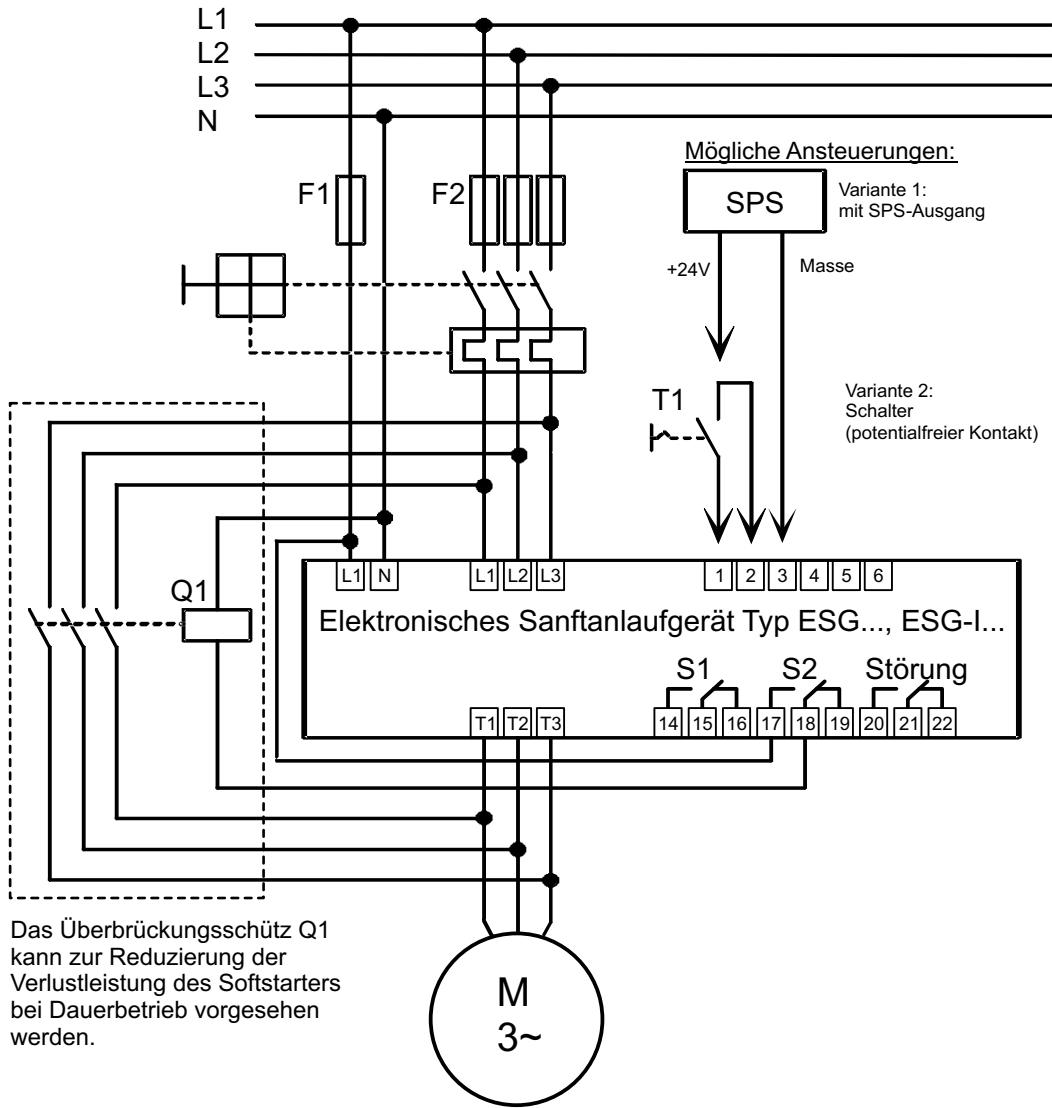 L1
L2
L3
N
Mögliche Ansteuerungen:
F1
F2
SPS
Variante 1:
mit SPS-Ausgang
+24V
Masse
T1
Variante 2:
Schalter
(potentialfreier Kontakt)
Q1
L1 N L1 L2 L3 1 2 3 4 5 6
Elektronisches Sanftanlaufgerät Typ ESG..., ESG-I...
S1 S2 Störung
T1 T2 T3 14 15 16 17 18 19 20 21 22
Das Überbrückungsschütz Q1
kann zur Reduzierung der
Verlustleistung des Softstarters
bei Dauerbetrieb vorgesehen
werden.
M
3~